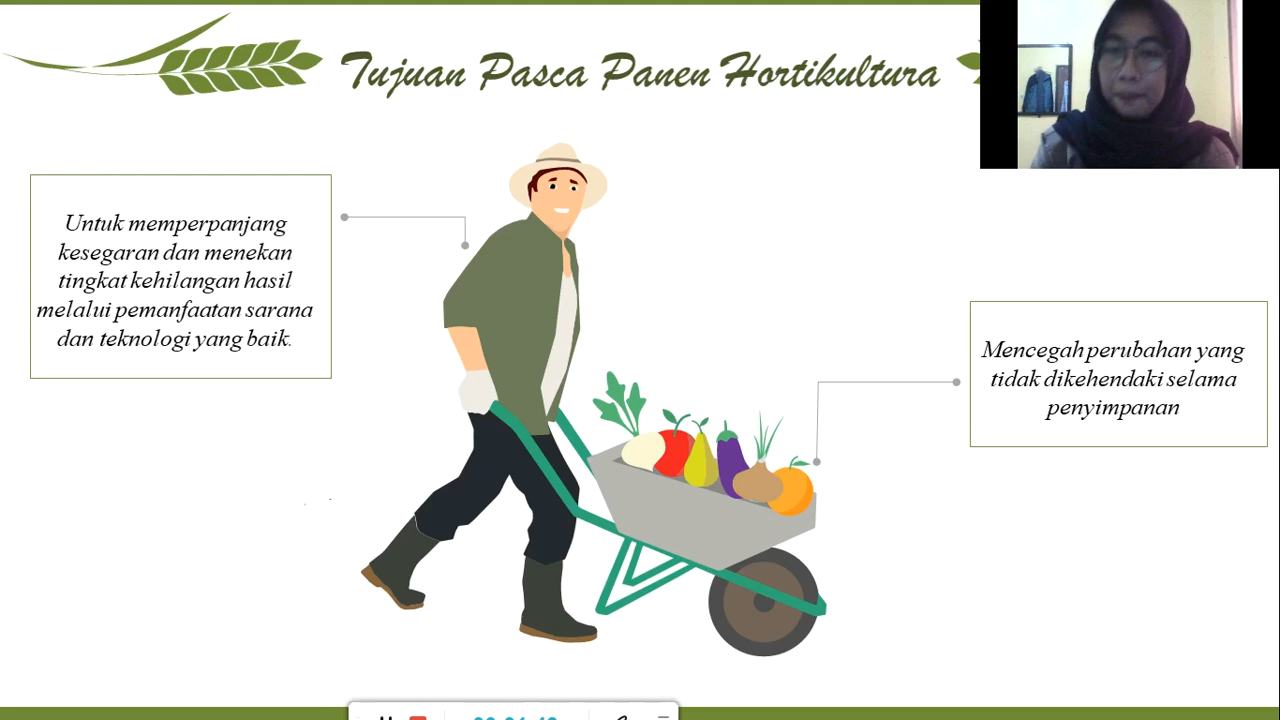 Tujuan Pasca Panen Hortikultura
Untuk memperpanjang
kesegaran dan menekan
tingkat kehilangan hasil
melalui pemanfaatan sarana
dan teknologi yang baik.
Mencegah perubahan yang
tidak dikehendaki selama
penyimpanan